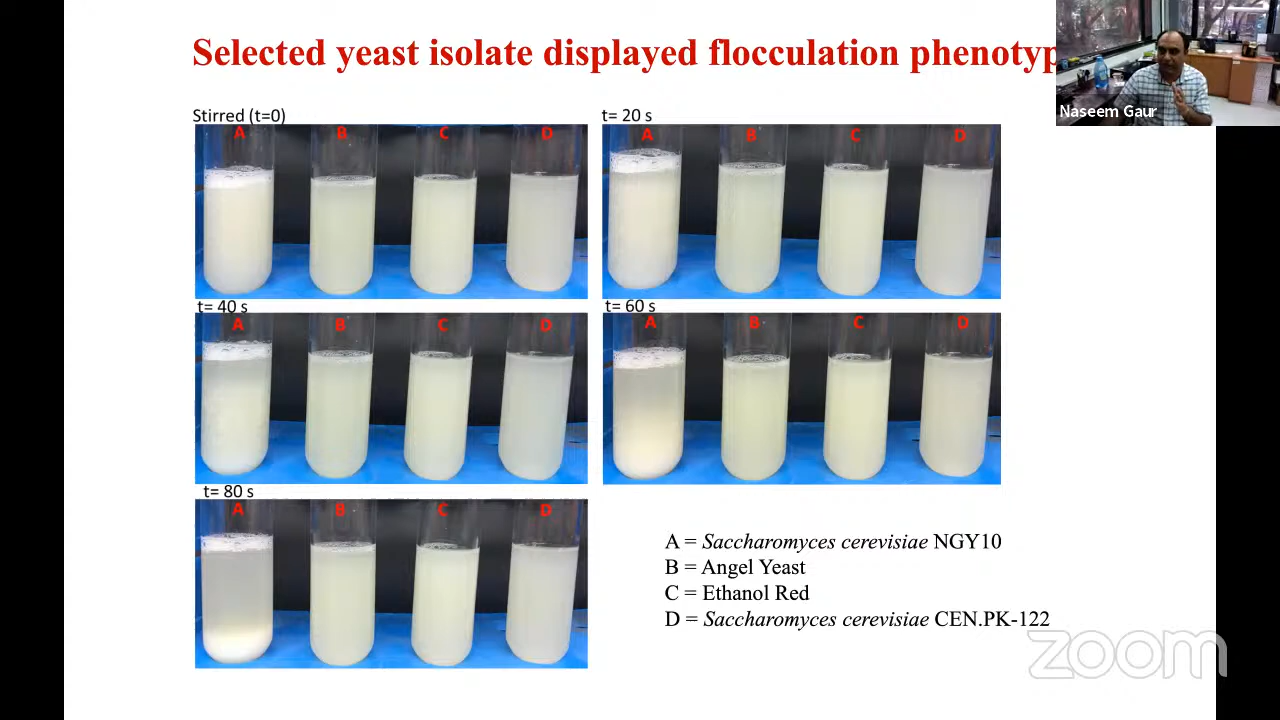 Selected yeast isolate displayed flocculation phenotyp
Naseem Gaur
Stirred (t=0)
A B C D
t= 20 s
A B C D
t= 40 s
A B C D
t= 60 s
A B C D
t= 80 s
A B C D
A = Saccharomyces cerevisiae NGY10
B = Angel Yeast
C = Ethanol Red
D = Saccharomyces cerevisiae CEN.PK-122
zoom